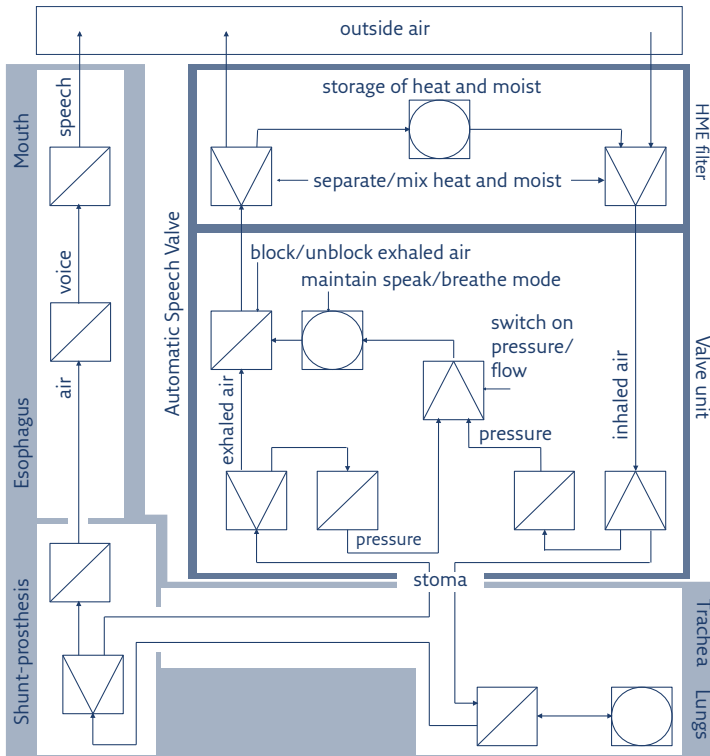 outside air
speech
Mouth
storage of heat and moist
HME filter
separate/mix heat and moist
Automatic Speech Valve
block/unblock exhaled air
maintain speak/breathe mode
voice
switch on
pressure/
flow
Valve unit
inhaled air
air
exhaled air
Esophagus
pressure
pressure
stoma
Shunt-prosthesis
Trachea
Lungs